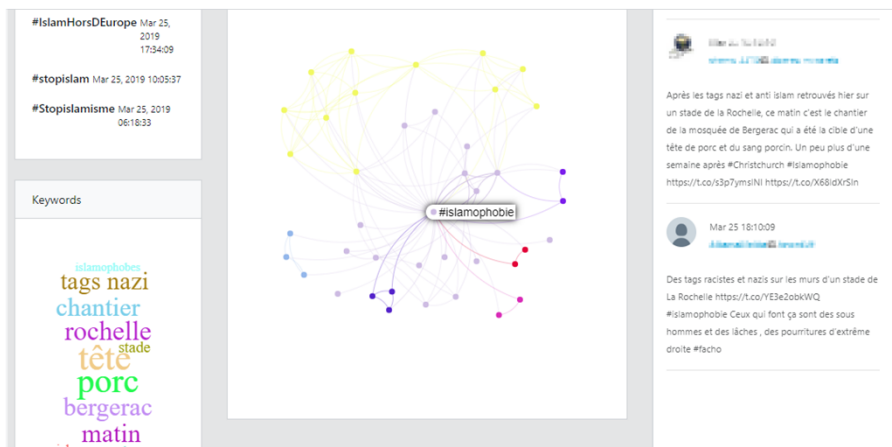 #IslamHorsDEurope Mar 25,
2019
17:34:09
#stopislam Mar 25, 2019 10:05:37
#Stopislamisme Mar 25, 2019
06:18:33
Keywords
islamophobes
tags nazi
chantier
rochelle
stade
tête
porc
bergerac
matin
#islamophobie
Après les tags nazi et anti islam retrouvés hier sur
un stade de la Rochelle, ce matin c'est le chantier
de la mosquée de Bergerac qui a été la cible d'une
tête de porc et du sang porcin. Un peu plus d'une
semaine après #Christchurch #islamophobie
https://t.co/s3p7ymsINI https://t.co/X68idXrSln
Mar 25 18:10:09
Des tags racistes et nazis sur les murs d'un stade de
La Rochelle https://t.co/YE3e2obkWQ
#islamophobie Ceux qui font ça sont des sous
hommes et des lâches , des pourritures d'extrême
droite #facho